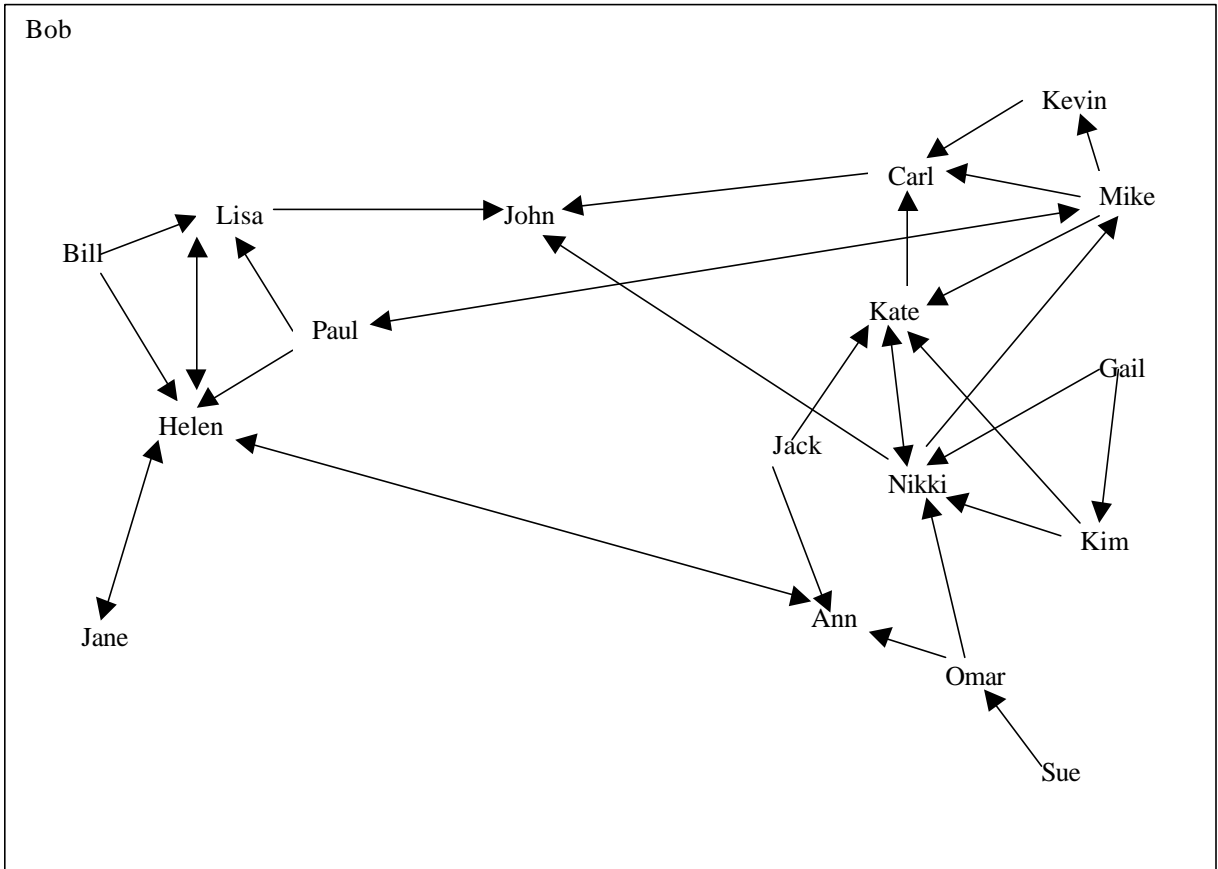 Bob
Kevin
Carl
Mike
Lisa
John
Bill
Kate
Paul
Gail
Helen
Jack
Nikki
Kim
Ann
Jane
Omar
Sue